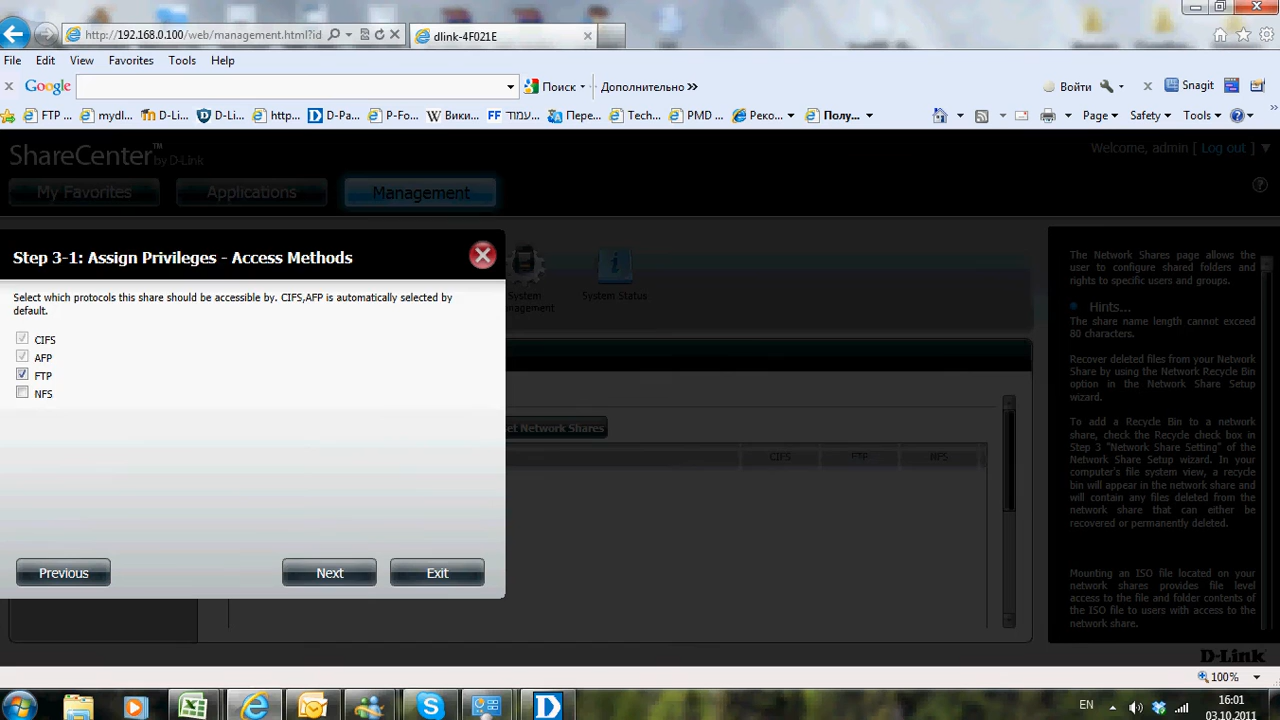 http://192.168.0.100/web/management.html?id
dlink-4F021E
File Edit View Favorites Tools Help
Google Поиск Дополнительно Войти Snagit
FTP ... mydl... D-Li... D-Li... http... D-Pa... P-Fo... Вики... FF עמוד... Пере... Tech... PMD ... Реко... Полу... Page Safety Tools
ShareCenter™
by D-Link
Welcome, admin [ Log out ]
My Favorites Applications Management
Step 3-1: Assign Privileges - Access Methods
Select which protocols this share should be accessible by. CIFS,AFP is automatically selected by
default.
CIFS
AFP
FTP
NFS
Previous Next Exit
System
Management
System Status
et Network Shares
CIFS FTP NFS
The Network Shares page allows the
user to configure shared folders and
rights to specific users and groups.
Hints...
The share name length cannot exceed
80 characters.
Recover deleted files from your Network
Share by using the Network Recycle Bin
option in the Network Share Setup
wizard.
To add a Recycle Bin to a network
share, check the Recycle check box in
Step 3 "Network Share Setting" of the
Network Share Setup wizard. In your
computer's file system view, a recycle
bin will appear in the network share and
will contain any files deleted from the
network share that can either be
recovered or permanently deleted.
Mounting an ISO file located on your
network shares provides file level
access to the file and folder contents of
the ISO file to users with access to the
network share.
D-Link
100%
EN
16:01
03.10.2011